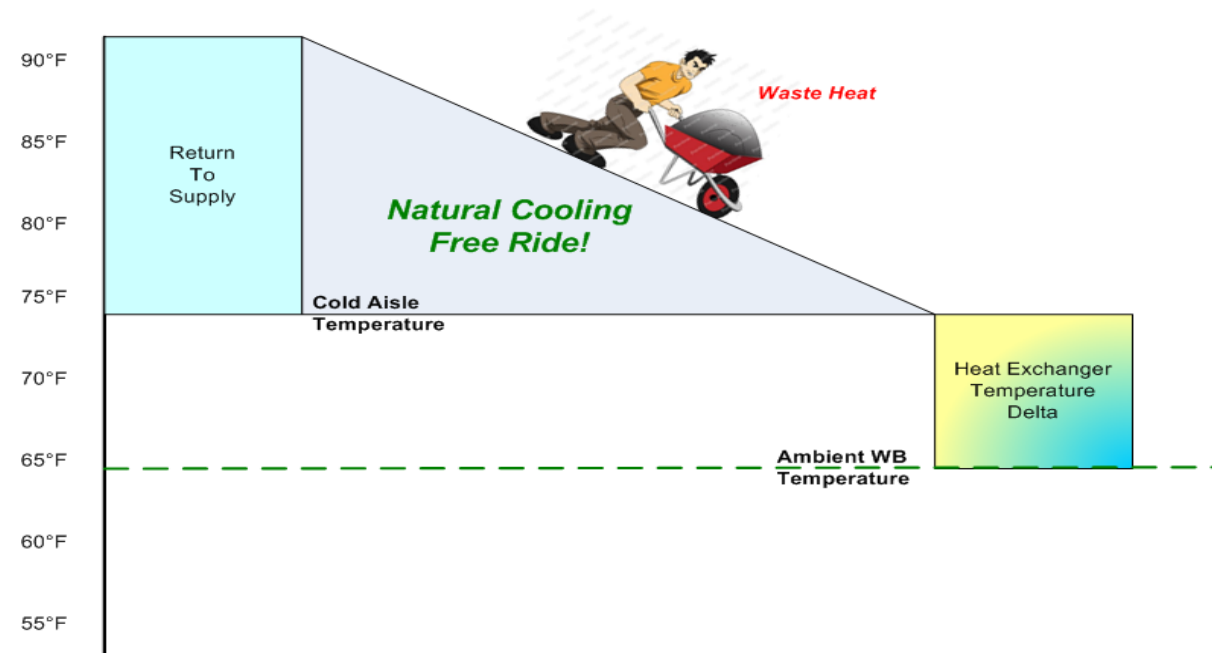 90°F
85°F
80°F
75°F
70°F
65°F
60°F
55°F
Return
To
Supply
Natural Cooling
Free Ride!
Waste Heat
Cold Aisle
Temperature
Heat Exchanger
Temperature
Delta
Ambient WB
Temperature